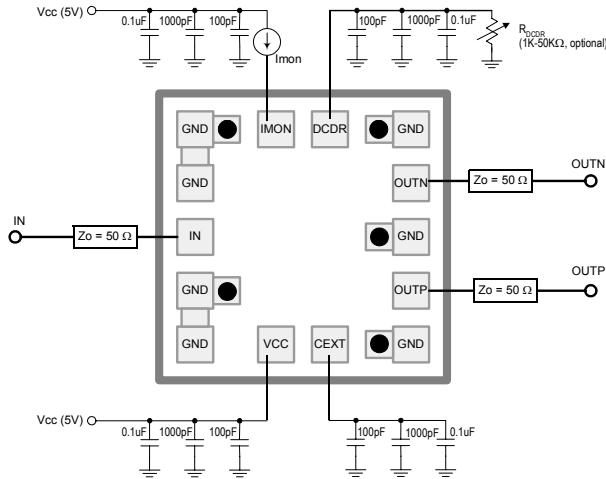 Vcc (5V)
0.1uF 1000pF 100pF
Imon
100pF 1000pF 0.1uF
RDCDR
(1K-50KΩ, optional)
GND IMON DCDR GND
GND OUTN Zo = 50 Ω OUTN
IN Zo = 50 Ω IN GND
GND OUTP Zo = 50 Ω OUTP
GND VCC CEXT GND
Vcc (5V)
0.1uF 1000pF 100pF
100pF 1000pF 0.1uF